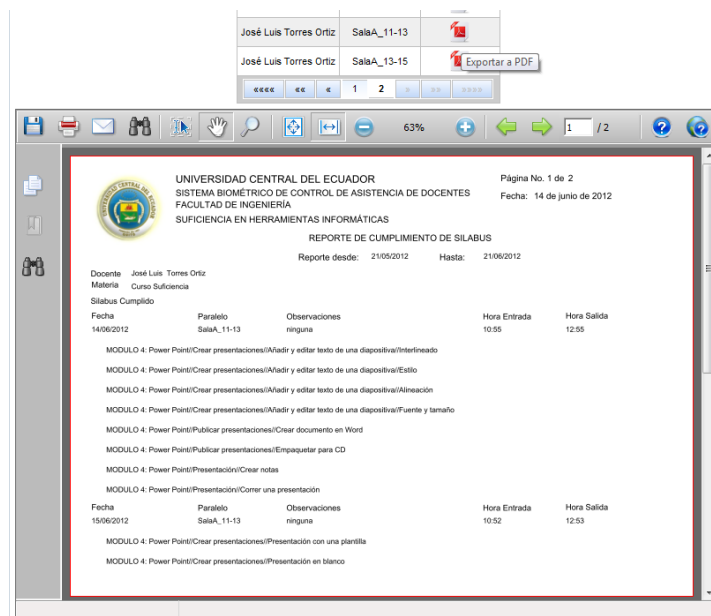 José Luis Torres Ortiz SalaA_11-13
José Luis Torres Ortiz SalaA_13-15
Exportar a PDF
«««« «« « 1 2 » »» »»»»
63% 1 / 2
UNIVERSIDAD CENTRAL DEL ECUADOR Página No. 1 de 2
SISTEMA BIOMÉTRICO DE CONTROL DE ASISTENCIA DE DOCENTES Fecha: 14 de junio de 2012
FACULTAD DE INGENIERÍA
SUFICIENCIA EN HERRAMIENTAS INFORMÁTICAS
REPORTE DE CUMPLIMIENTO DE SILABUS
Reporte desde: 21/05/2012 Hasta: 21/06/2012
Docente José Luis Torres Ortiz
Materia Curso Suficiencia
Silabus Cumplido
Fecha Paralelo Observaciones Hora Entrada Hora Salida
14/06/2012 SalaA_11-13 ninguna 10:55 12:55
MODULO 4: Power Point//Crear presentaciones//Añadir y editar texto de una diapositiva//Interlineado
MODULO 4: Power Point//Crear presentaciones//Añadir y editar texto de una diapositiva//Estilo
MODULO 4: Power Point//Crear presentaciones//Añadir y editar texto de una diapositiva//Alineación
MODULO 4: Power Point//Crear presentaciones//Añadir y editar texto de una diapositiva//Fuente y tamaño
MODULO 4: Power Point//Publicar presentaciones//Crear documento en Word
MODULO 4: Power Point//Publicar presentaciones//Empaquetar para CD
MODULO 4: Power Point//Presentación//Crear notas
MODULO 4: Power Point//Presentación//Correr una presentación
Fecha Paralelo Observaciones Hora Entrada Hora Salida
15/06/2012 SalaA_11-13 ninguna 10:52 12:53
MODULO 4: Power Point//Crear presentaciones//Presentación con una plantilla
MODULO 4: Power Point//Crear presentaciones//Presentación en blanco